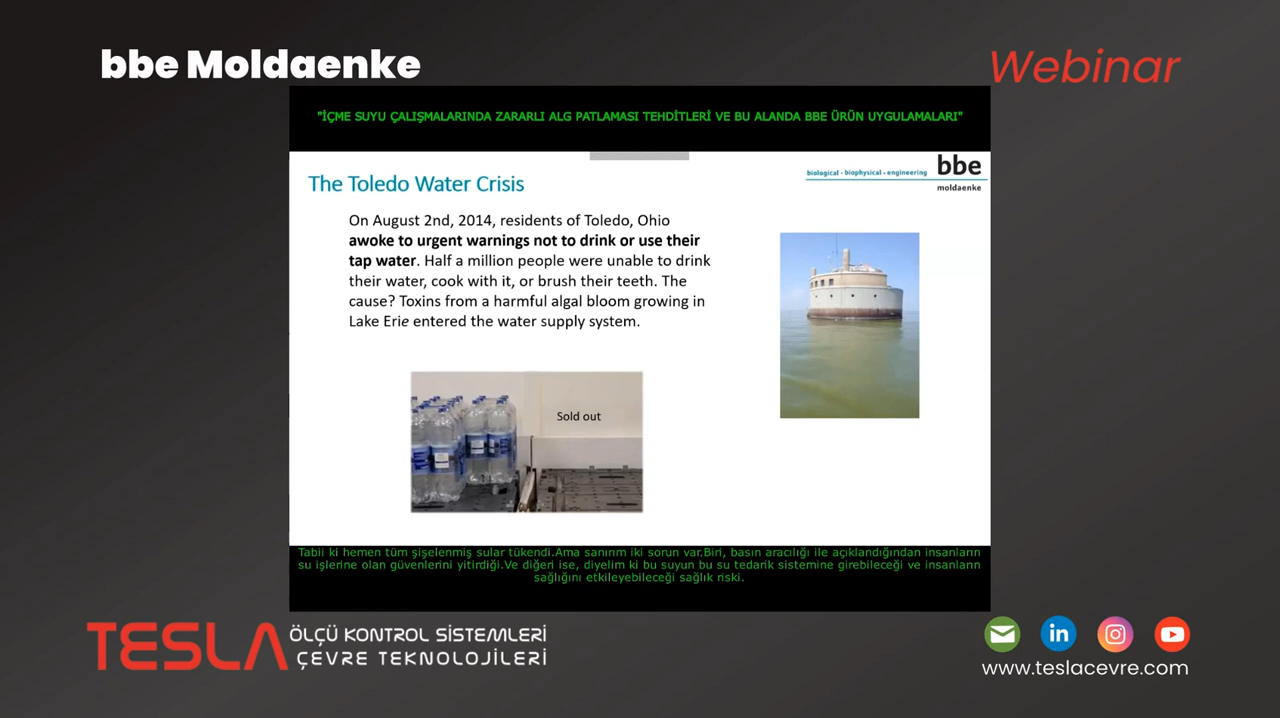 bbe Moldaenke
Webinar
"İÇME SUYU ÇALIŞMALARINDA ZARARLI ALG PATLAMASI TEHDİTLERİ VE BU ALANDA BBE ÜRÜN UYGULAMALARI"
The Toledo Water Crisis
biological - biophysical - engineering
bbe
moldaenke
On August 2nd, 2014, residents of Toledo, Ohio
awoke to urgent warnings not to drink or use their
tap water. Half a million people were unable to drink
their water, cook with it, or brush their teeth. The
cause? Toxins from a harmful algal bloom growing in
Lake Erie entered the water supply system.
Sold out
Tabii ki hemen tüm şişelenmiş sular tükendi.Ama sanırım iki sorun var.Biri, basın aracılığı ile açıklandığından insanların
su işlerine olan güvenlerini yitirdiği.Ve diğeri ise, diyelim ki bu suyun bu su tedarik sistemine girebileceği ve insanların
sağlığını etkileyebileceği sağlık riski.
TESLA
ÖLÇÜ KONTROL SİSTEMLERİ
ÇEVRE TEKNOLOJİLERİ
in
www.teslacevre.com